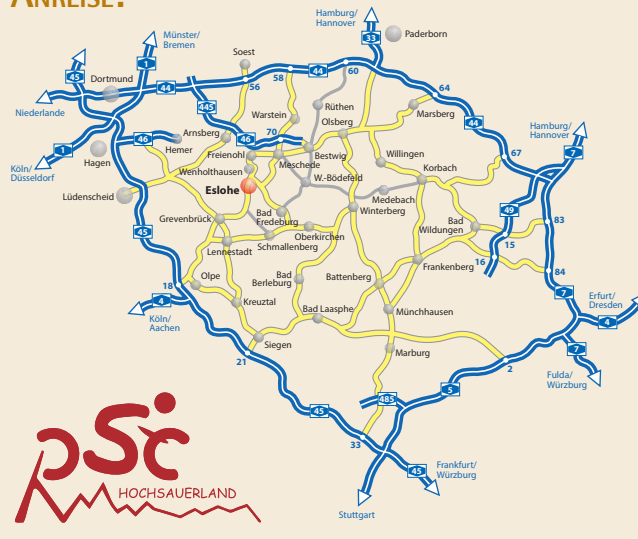 ANREISE:
Hamburg/
Hannover
33
Paderborn
Münster/
Bremen
1
45
Soest
Dortmund
44
58
44
60
56
64
Niederlande
445
Warstein
Rüthen
Marsberg
44
Hamburg/
Hannover
7
46
Arnsberg
46
70
Olsberg
1
Hemer
Freienohl
Bestwig
Willingen
67
Hagen
Meschede
Köln/
Düsseldorf
Wenholthausen
Korbach
Eslohe
W.-Bödefeld
Lüdenscheid
Medebach
49
Grevenbrück
Bad
Fredeburg
Winterberg
Bad
Wildungen
83
45
Oberkirchen
15
Schmallenberg
Lennestadt
16
Frankenberg
84
Olpe
Bad
Berleburg
Battenberg
18
7
Erfurt/
Dresden
4
Kreuztal
Bad Laasphe
Münchhausen
4
Köln/
Aachen
Siegen
Marburg
7
21
2
Fulda/
Würzburg
5
485
45
33
45
Frankfurt/
Würzburg
Stuttgart
psc
HOCHSAUERLAND